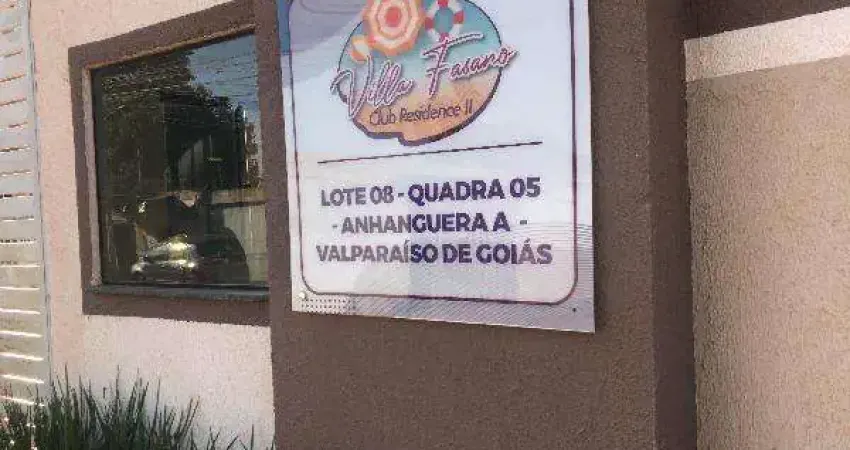 Villa Fasano
Club Residence II
LOTE 08 - QUADRA 05
- ANHANGUERA A -
VALPARAÍSO DE GOIÁS